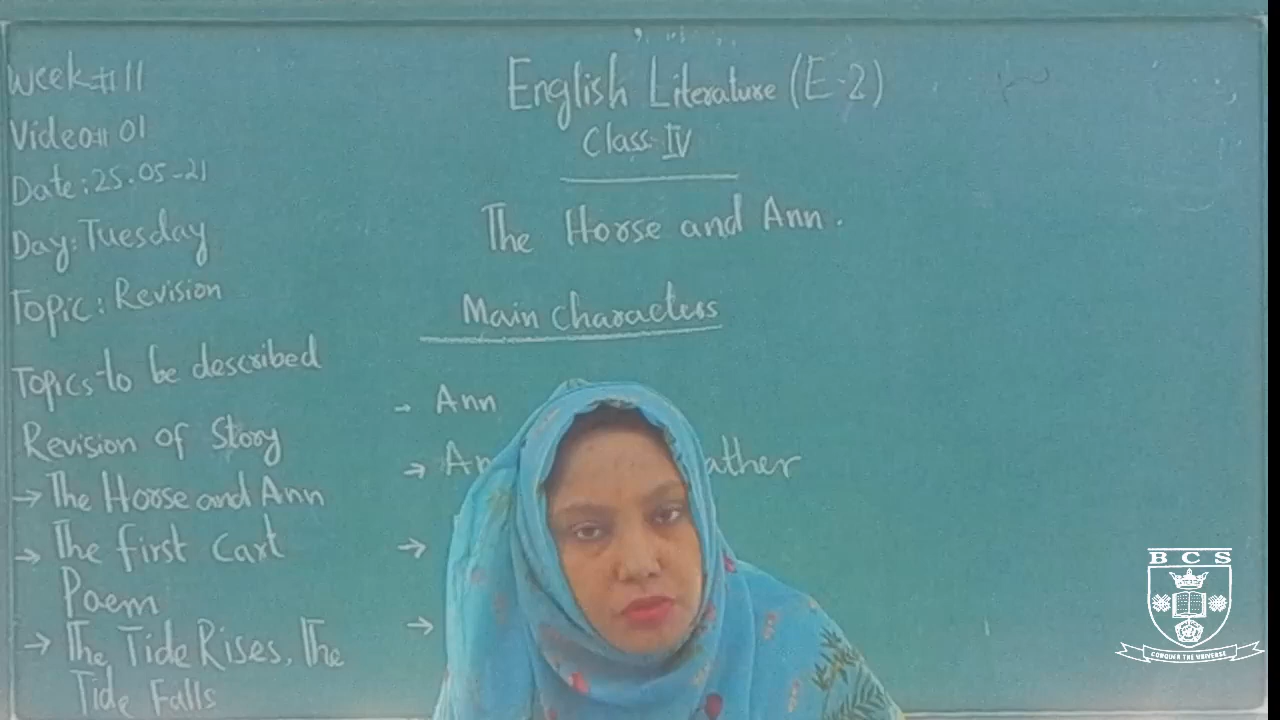 Week # 11
Video # 01
Date: 25.05-21
Day: Tuesday
Topic: Revision
Topics to be described
Revision of Story
→ The Horse and Ann
→ The first Cart
Poem
→ The Tide Rises, The
Tide Falls
English Literature (E-2)
Class IV
The Horse and Ann.
Main characters
→ Ann
→ An ather
→
→
BCS
CONQUER THE UNIVERSE